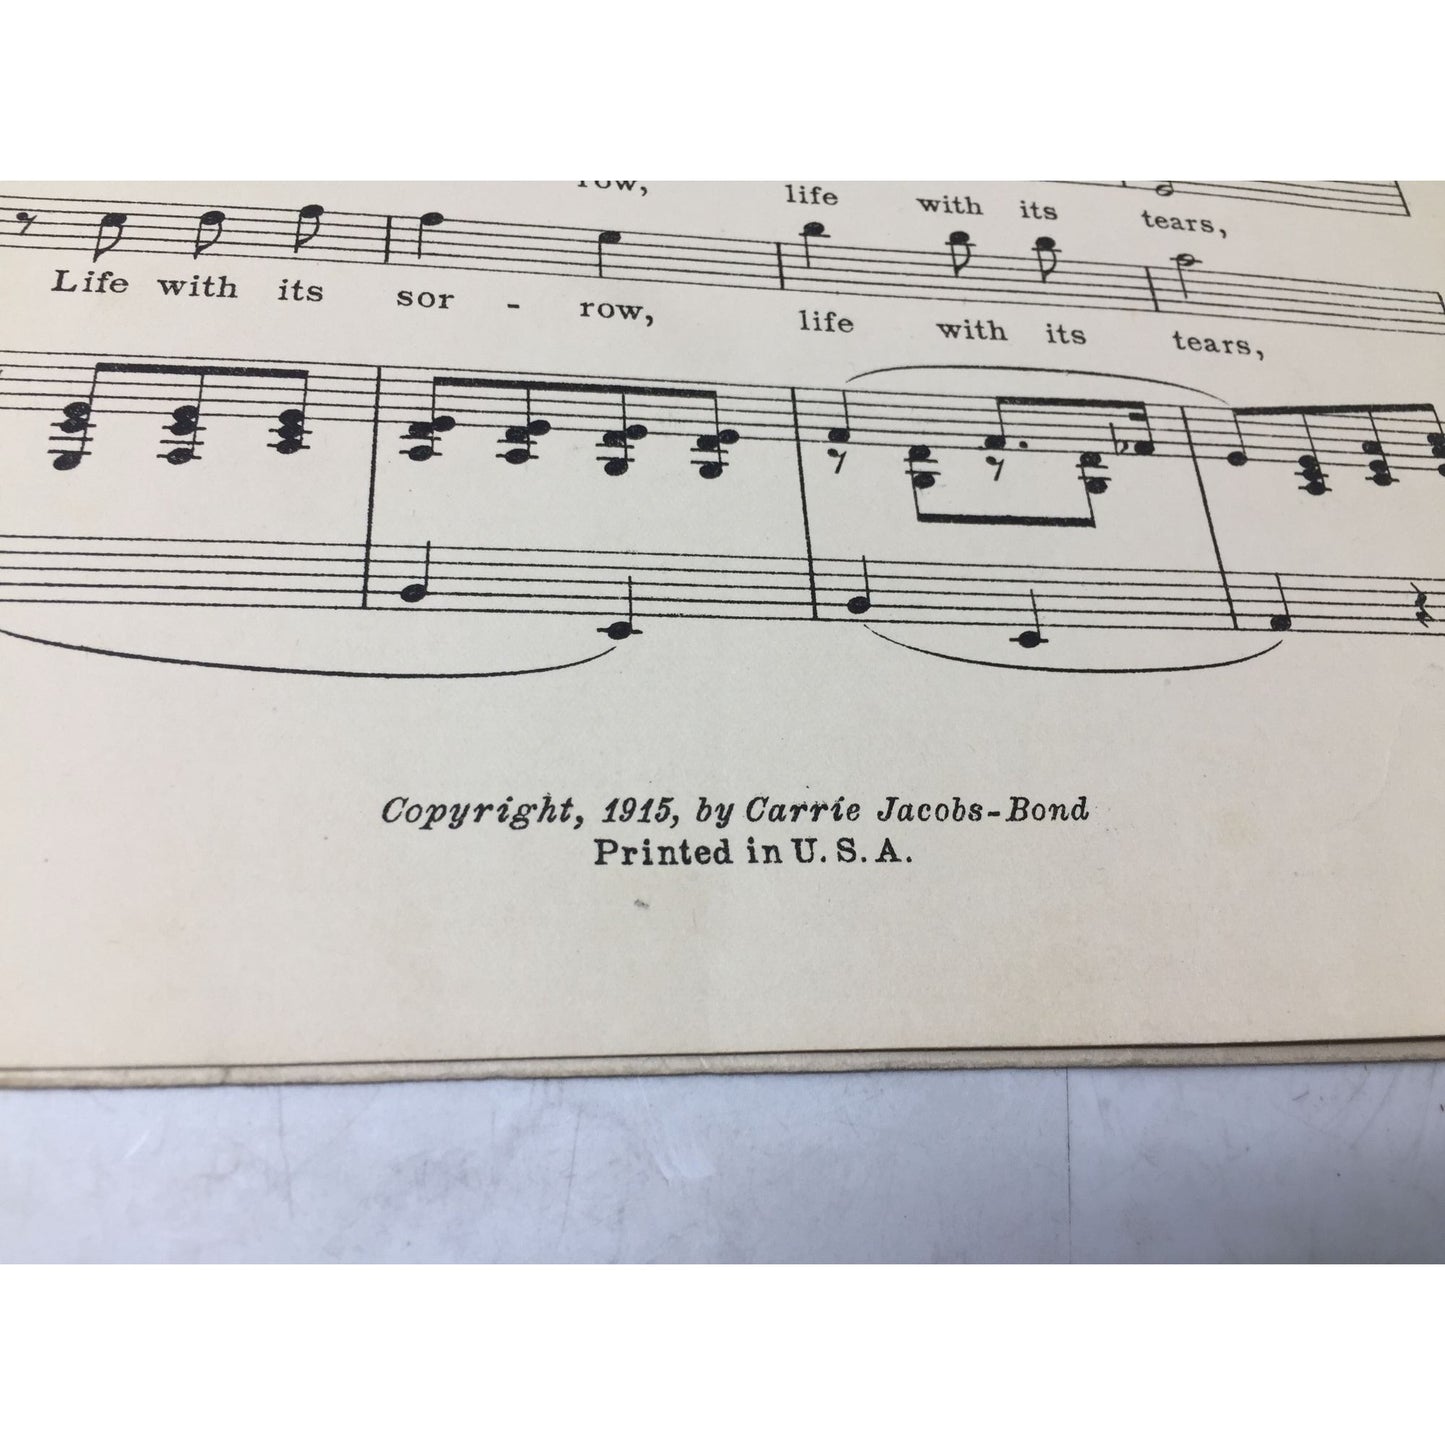 row, life with its tears,
Life with its sor - row, life with its tears,
Copyright, 1915, by Carrie Jacobs-Bond
Printed in U. S. A.